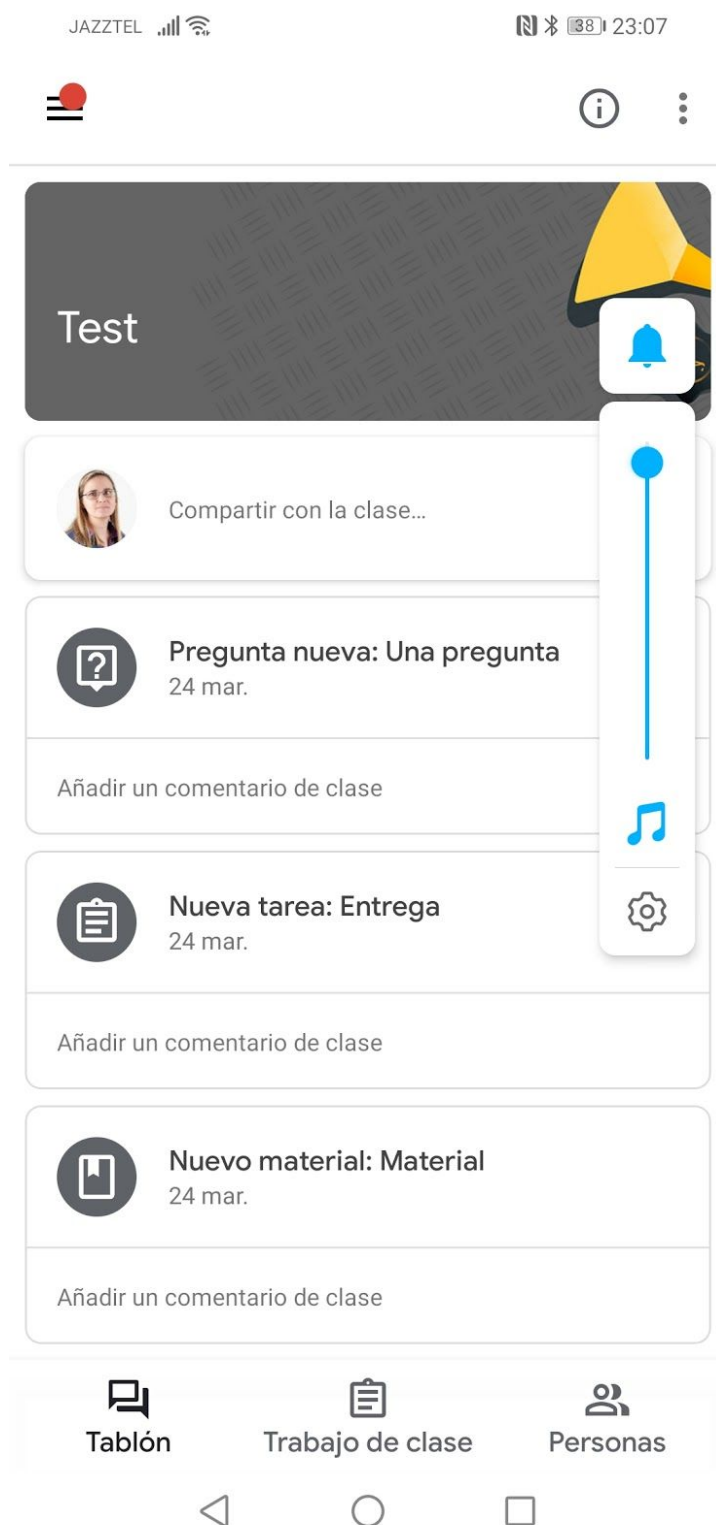 JAZZTEL 38 23:07
Test
Compartir con la clase...
Pregunta nueva: Una pregunta
24 mar.
Añadir un comentario de clase
Nueva tarea: Entrega
24 mar.
Añadir un comentario de clase
Nuevo material: Material
24 mar.
Añadir un comentario de clase
Tablón Trabajo de clase Personas